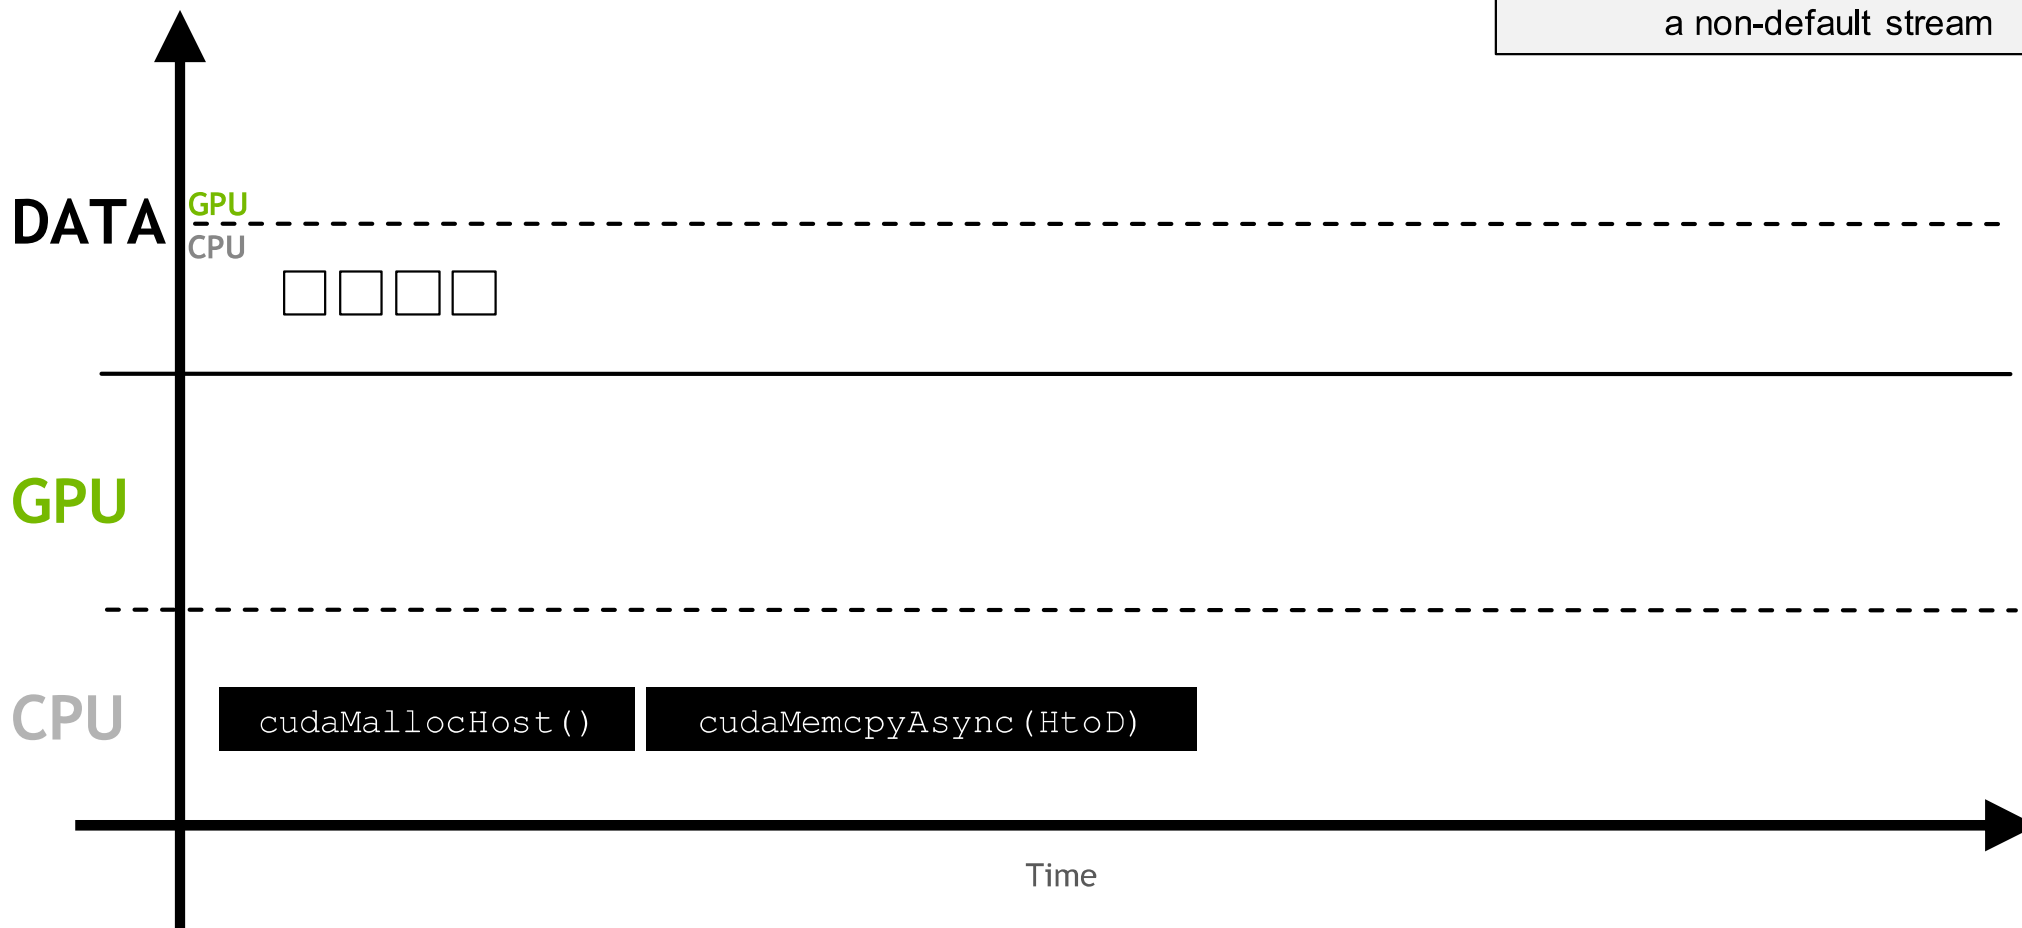 a non-default stream
DATA
GPU
CPU
GPU
CPU
cudaMallocHost()
cudaMemcpyAsync(HtoD)
Time